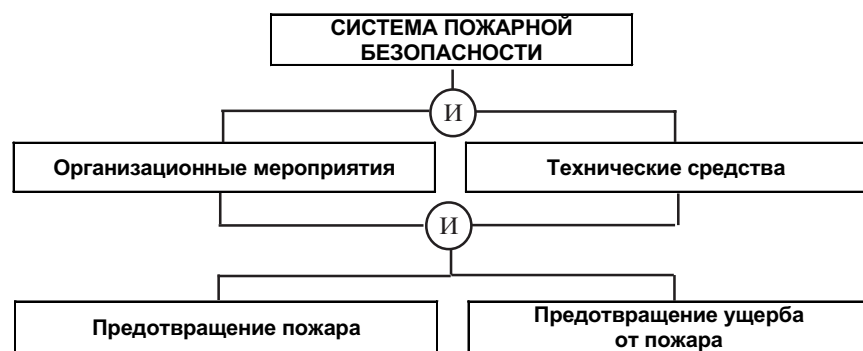 СИСТЕМА ПОЖАРНОЙ
БЕЗОПАСНОСТИ
И
Организационные мероприятия
Технические средства
И
Предотвращение пожара
Предотвращение ущерба
от пожара